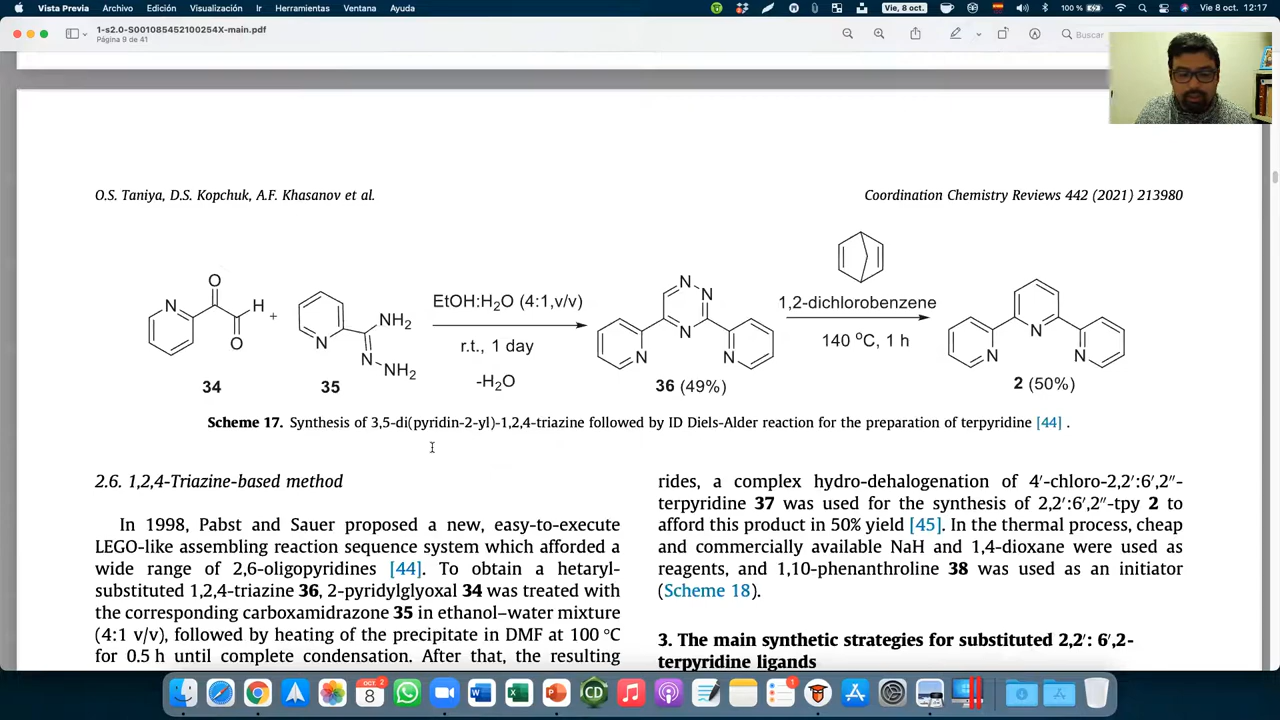 Vista Previa Archivo Edición Visualización Ir Herramientas Ventana Ayuda
Vie, 8 oct.
100 %
Vie 8 oct. 12:17
1-s2.0-S001085452100254X-main.pdf
Página 9 de 41
Buscar
O.S. Taniya, D.S. Kopchuk, A.F. Khasanov et al.
Coordination Chemistry Reviews 442 (2021) 213980
N O H O
34
+
N NH2 N NH2
35
EtOH:H2O (4:1,v/v)
r.t., 1 day
-H2O
N N N N N
36 (49%)
1,2-dichlorobenzene
140 °C, 1 h
N N N
2 (50%)
Scheme 17. Synthesis of 3,5-di(pyridin-2-yl)-1,2,4-triazine followed by ID Diels-Alder reaction for the preparation of terpyridine [44] .
2.6. 1,2,4-Triazine-based method
In 1998, Pabst and Sauer proposed a new, easy-to-execute
LEGO-like assembling reaction sequence system which afforded a
wide range of 2,6-oligopyridines [44]. To obtain a hetaryl-
substituted 1,2,4-triazine 36, 2-pyridylglyoxal 34 was treated with
the corresponding carboxamidrazone 35 in ethanol–water mixture
(4:1 v/v), followed by heating of the precipitate in DMF at 100 °C
for 0.5 h until complete condensation. After that, the resulting
rides, a complex hydro-dehalogenation of 4′-chloro-2,2′:6′,2″-
terpyridine 37 was used for the synthesis of 2,2′:6′,2″-tpy 2 to
afford this product in 50% yield [45]. In the thermal process, cheap
and commercially available NaH and 1,4-dioxane were used as
reagents, and 1,10-phenanthroline 38 was used as an initiator
(Scheme 18).
3. The main synthetic strategies for substituted 2,2′: 6′,2-
terpyridine ligands
OCT. 2
8
CD
1